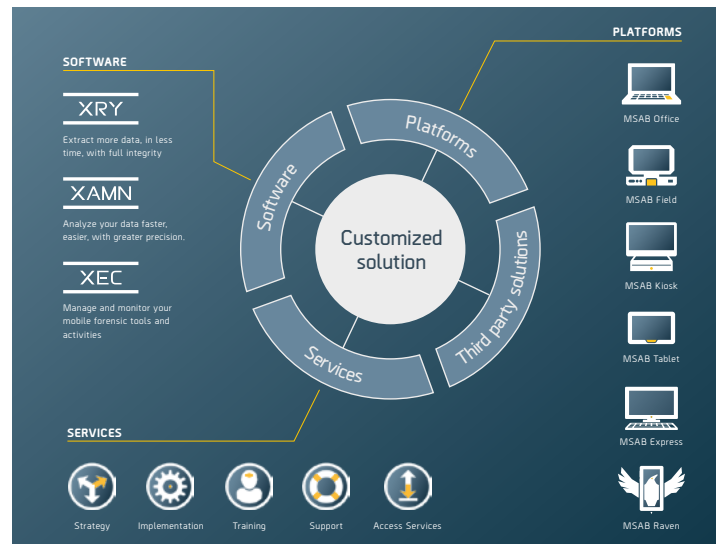 PLATFORMS
SOFTWARE
XRY
Extract more data, in less
time, with full integrity
XAMN
Analyze your data faster,
easier, with greater precision.
XEC
Manage and monitor your
mobile forensic tools and
activities
Platforms
Software
Customized
solution
Third party solutions
Services
MSAB Office
MSAB Field
MSAB Kiosk
MSAB Tablet
MSAB Express
MSAB Raven
SERVICES
Strategy
Implementation
Training
Support
Access Services